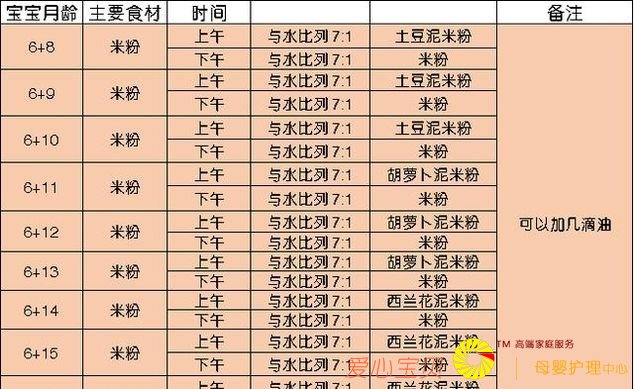 宝宝月龄 主要食材 时间 备注
6+8 米粉 上午 与水比列7:1 土豆泥米粉
下午 与水比列7:1 米粉
6+9 米粉 上午 与水比列7:1 土豆泥米粉
下午 与水比列7:1 米粉
6+10 米粉 上午 与水比列7:1 土豆泥米粉
下午 与水比列7:1 米粉
6+11 米粉 上午 与水比列7:1 胡萝卜泥米粉
下午 与水比列7:1 米粉
6+12 米粉 上午 与水比列7:1 胡萝卜泥米粉
下午 与水比列7:1 米粉
可以加几滴油
6+13 米粉 上午 与水比列7:1 胡萝卜泥米粉
下午 与水比列7:1 米粉
6+14 米粉 上午 与水比列7:1 西兰花泥米粉
下午 与水比列7:1 米粉
6+15 米粉 上午 与水比列7:1 西兰花泥米粉
下午 与水比列7:1 米粉
上午 与水比列7:1 西兰花泥米粉
爱心宝
TM 高端家庭服务
母婴护理中心